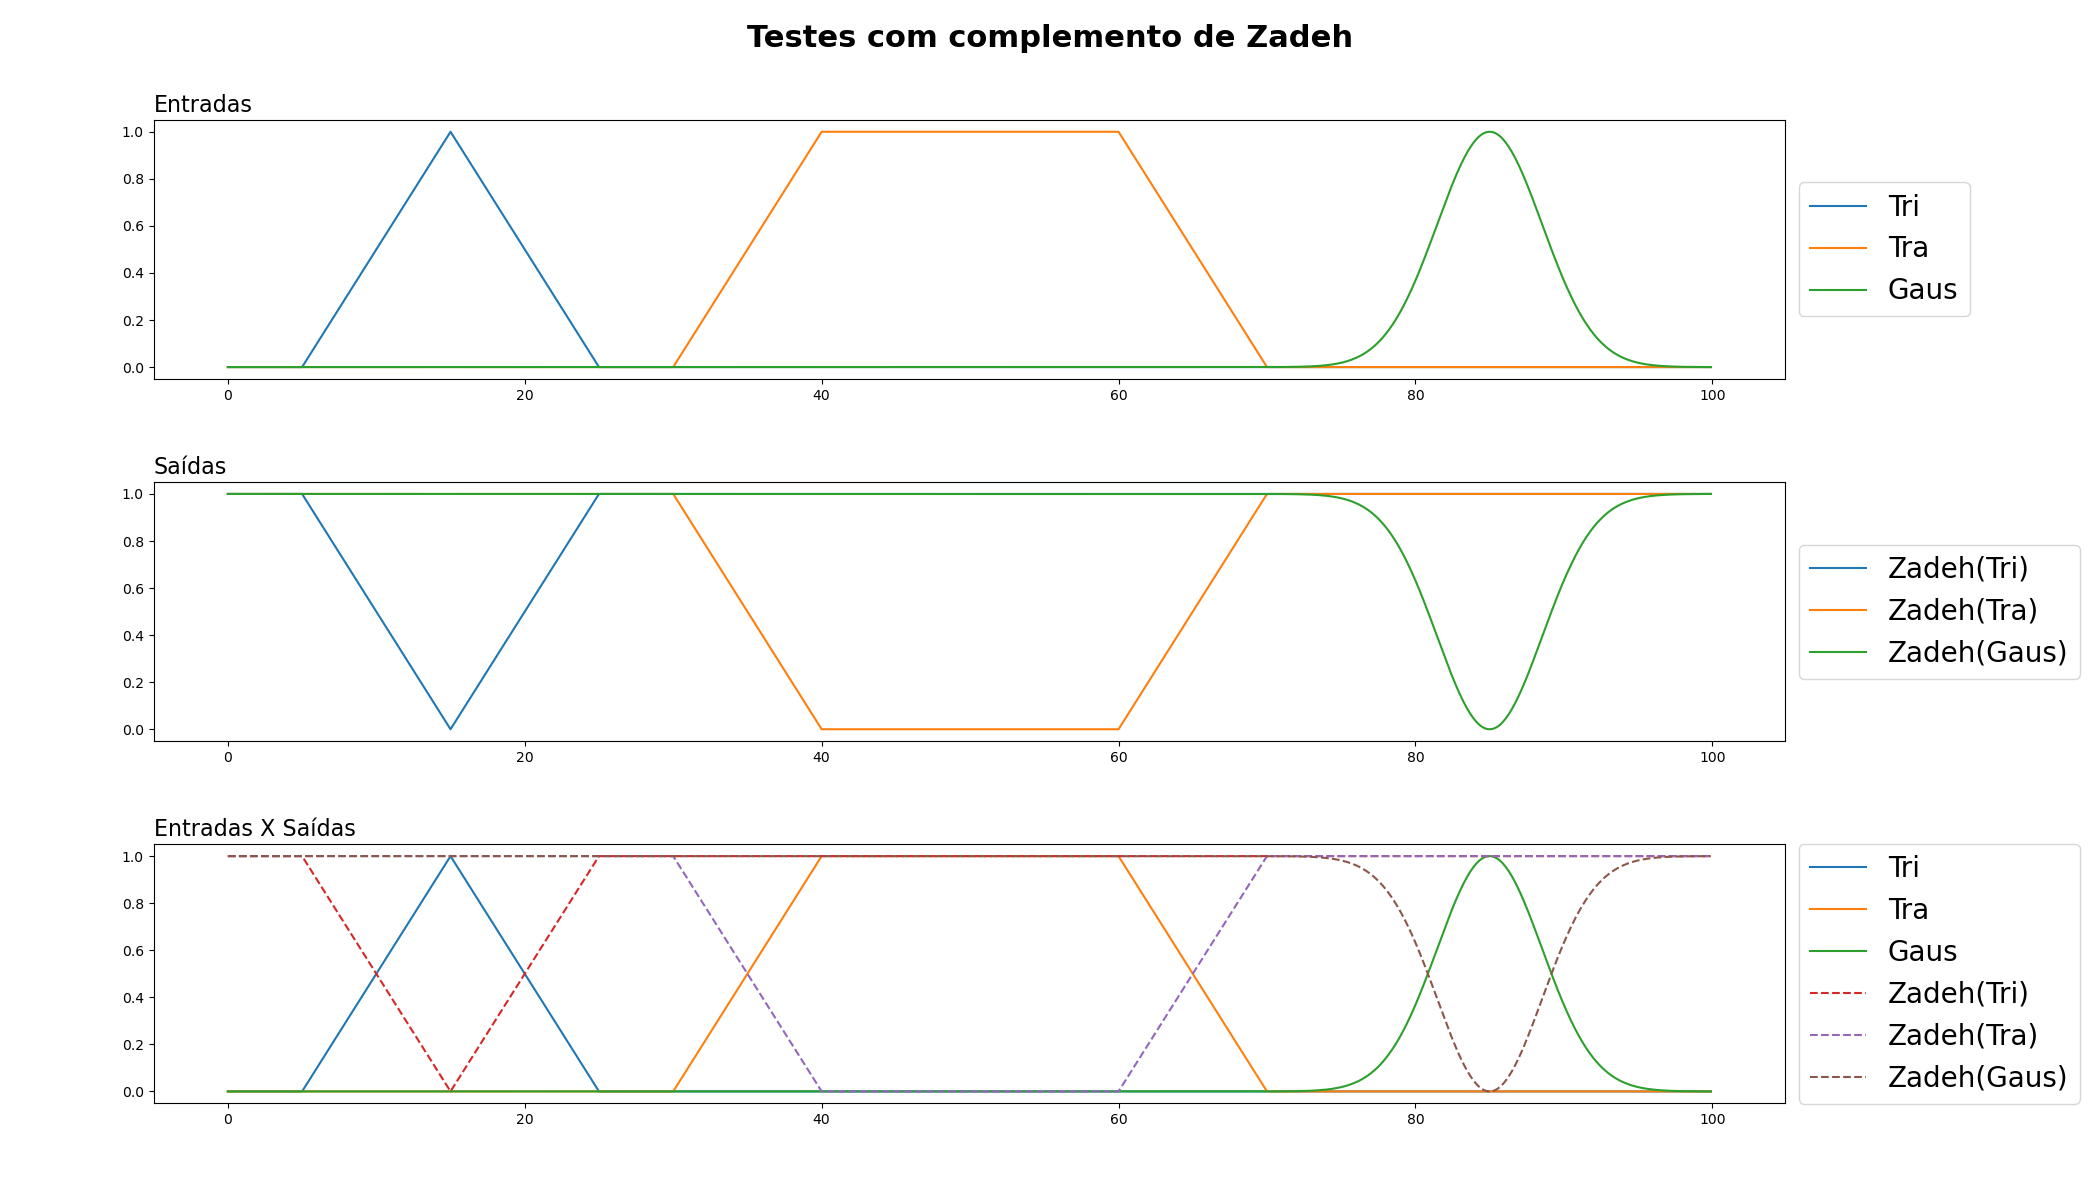 Testes com complemento de Zadeh
Entradas
1.0
0.8
0.6
0.4
0.2
0.0
0 20 40 60 80 100
Tri
Tra
Gaus
Saídas
1.0
0.8
0.6
0.4
0.2
0.0
0 20 40 60 80 100
Zadeh(Tri)
Zadeh(Tra)
Zadeh(Gaus)
Entradas X Saídas
1.0
0.8
0.6
0.4
0.2
0.0
0 20 40 60 80 100
Tri
Tra
Gaus
Zadeh(Tri)
Zadeh(Tra)
Zadeh(Gaus)